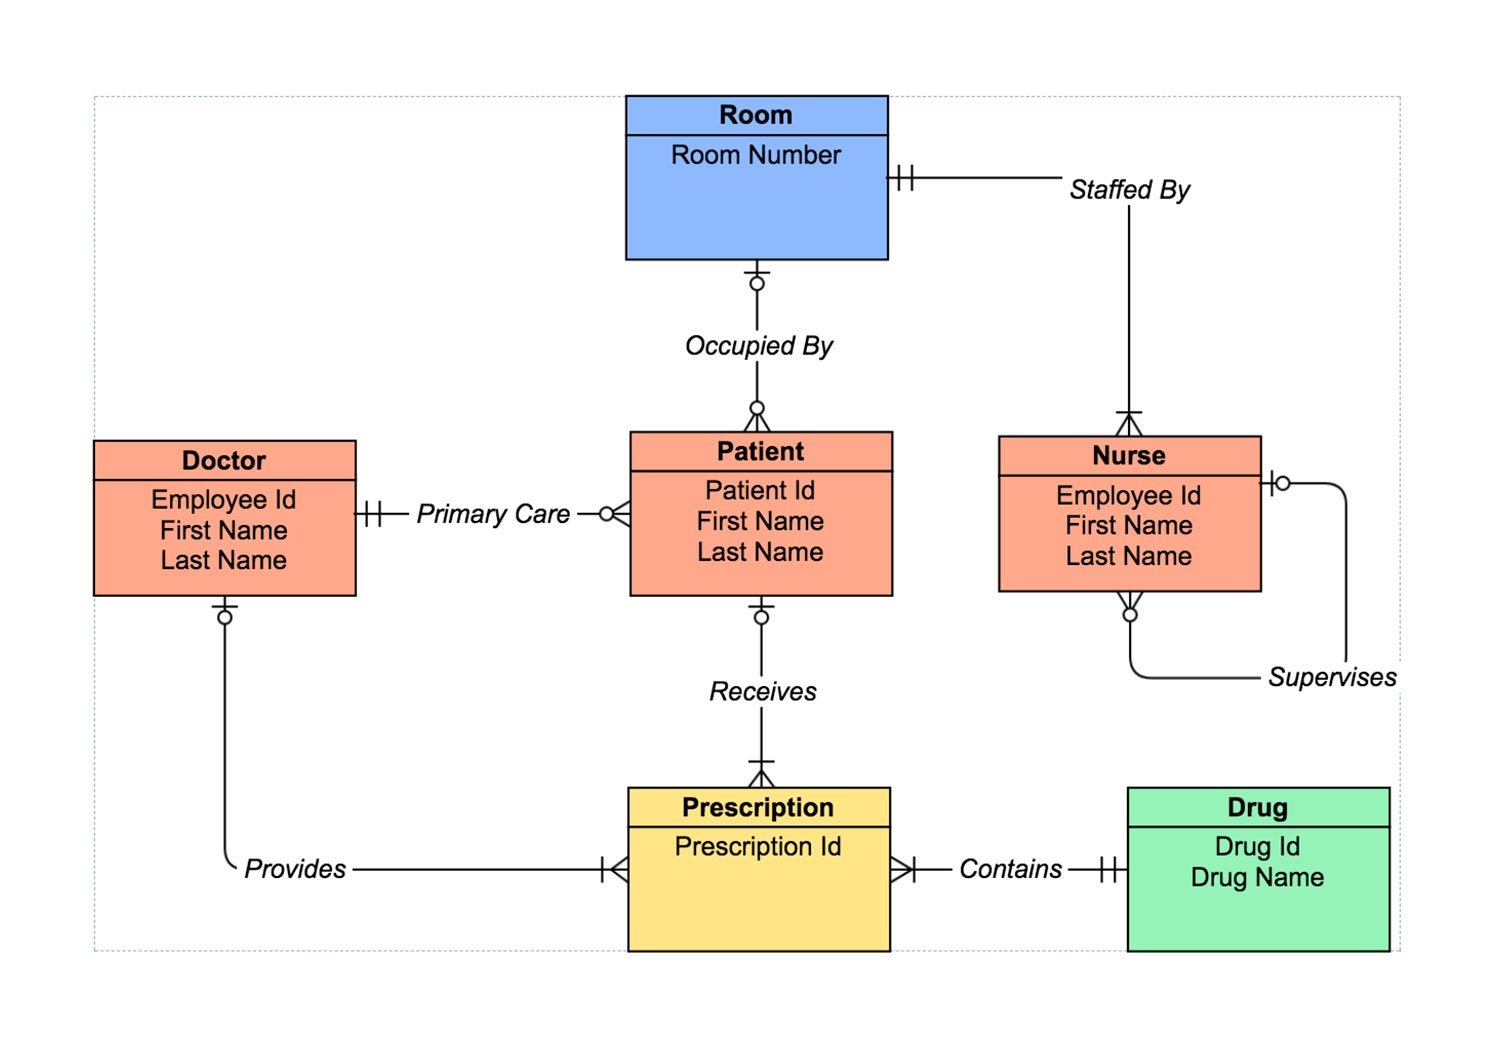 Room
Room Number
Staffed By
Occupied By
Doctor
Employee Id
First Name
Last Name
Primary Care
Patient
Patient Id
First Name
Last Name
Nurse
Employee Id
First Name
Last Name
Supervises
Receives
Provides
Prescription
Prescription Id
Contains
Drug
Drug Id
Drug Name